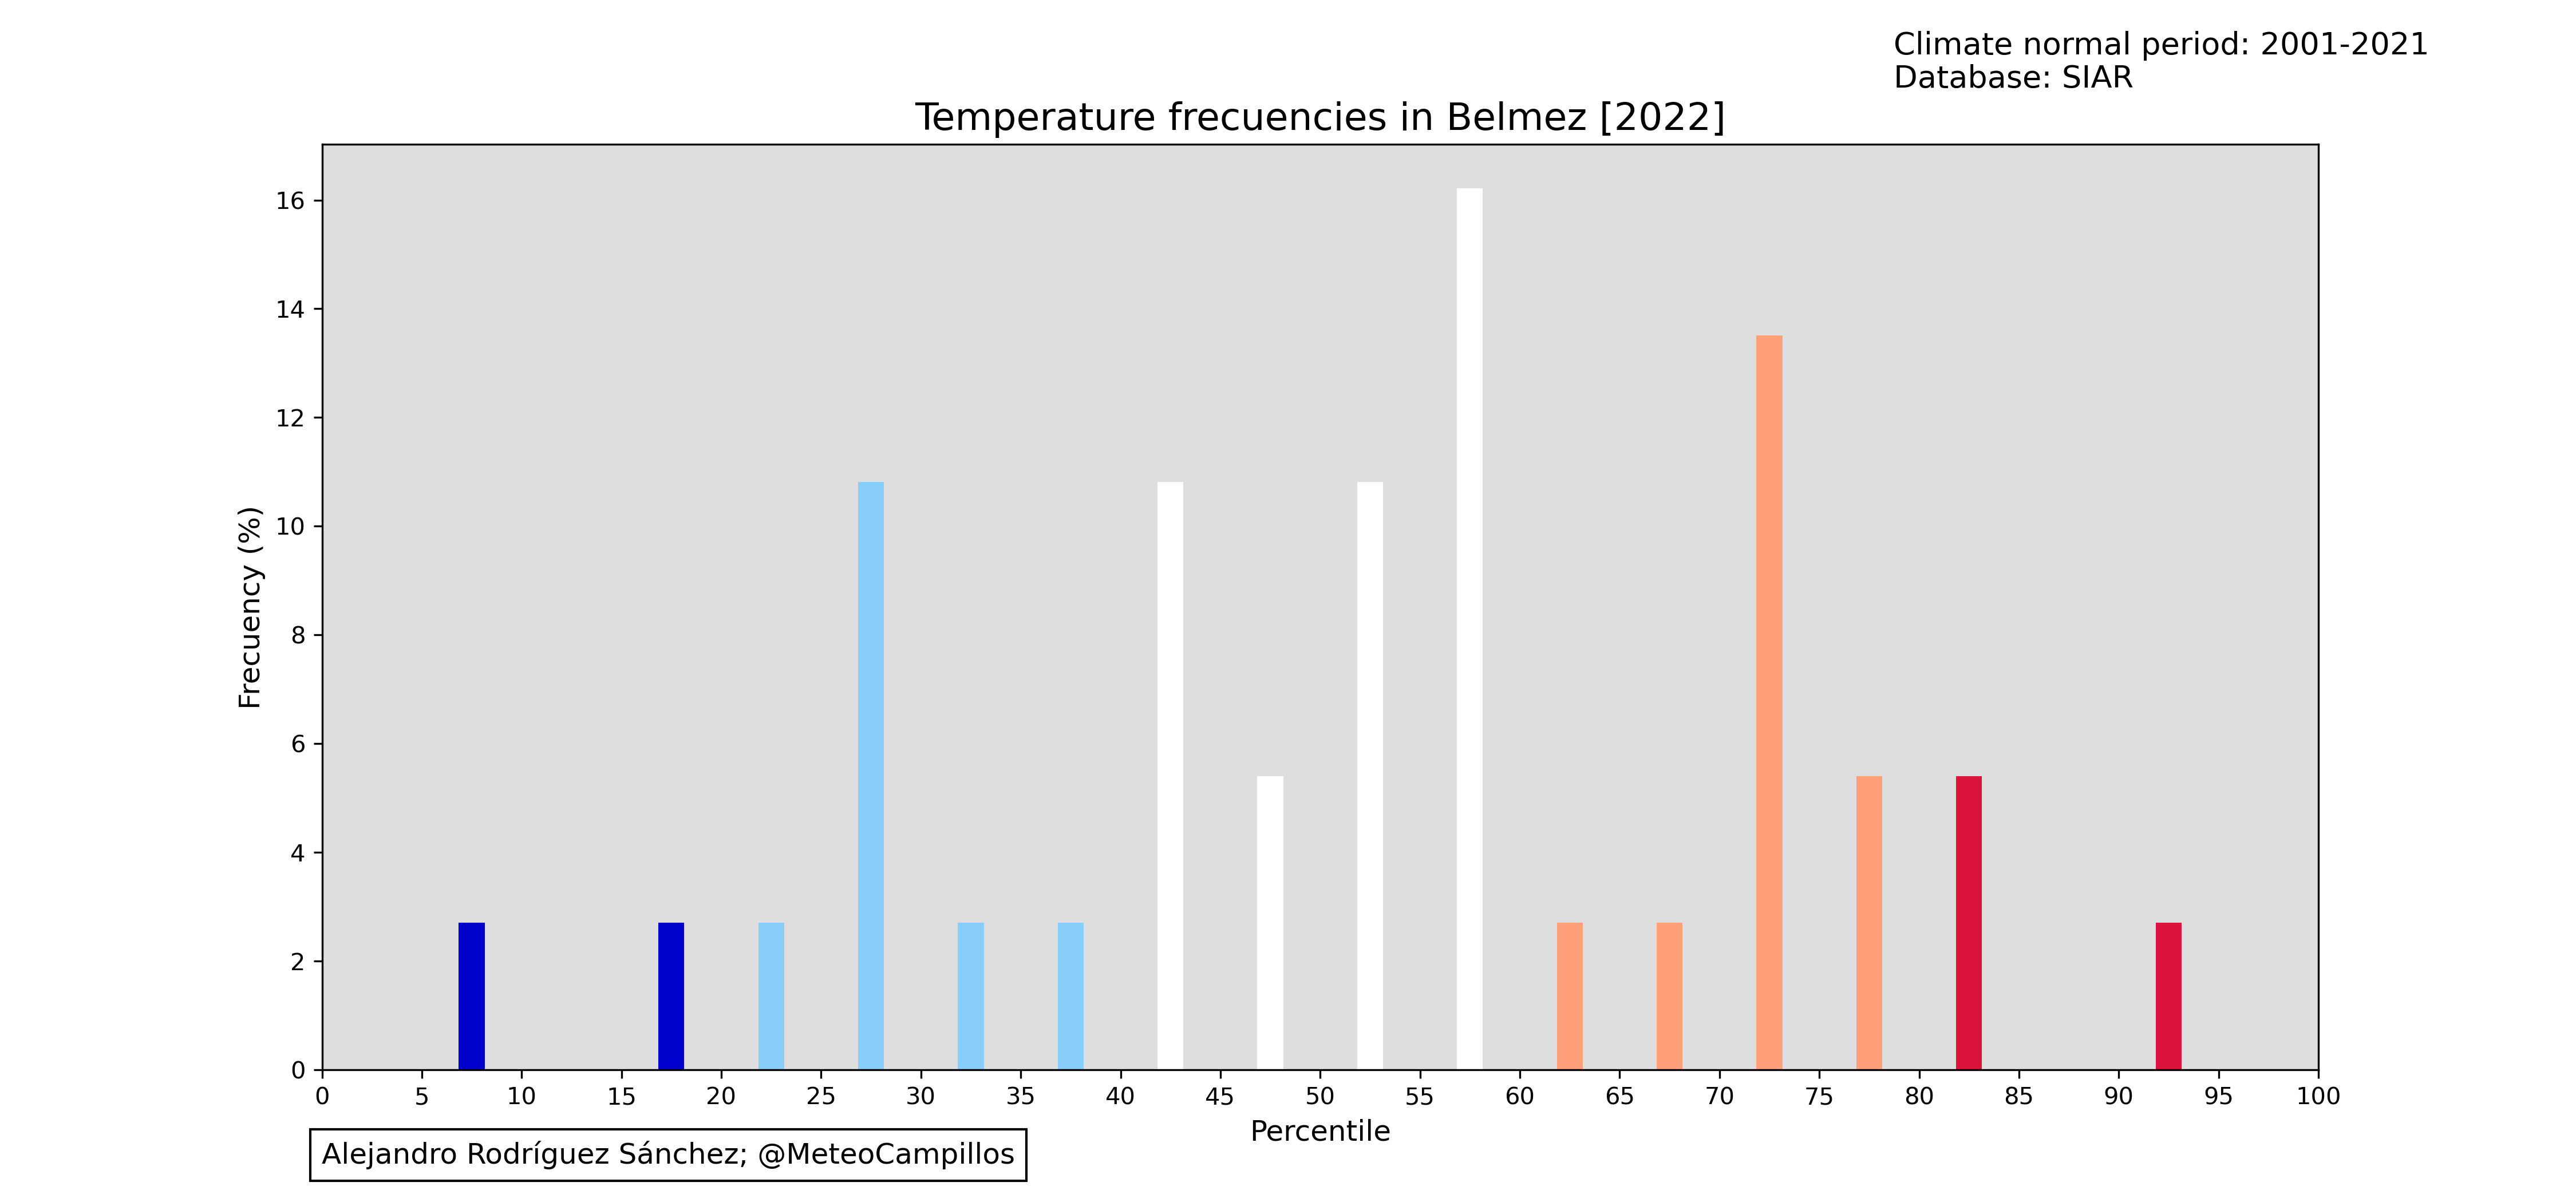 Climate normal period: 2001-2021
Database: SIAR
Temperature frecuencies in Belmez [2022]
16
14
12
10
8
6
4
2
0
Frecuency (%)
0 5 10 15 20 25 30 35 40 45 50 55 60 65 70 75 80 85 90 95 100
Percentile
Alejandro Rodríguez Sánchez; @MeteoCampillos